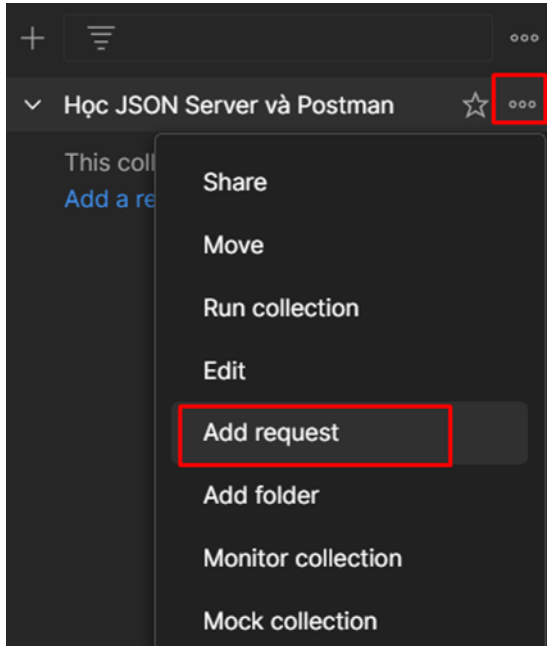 Học JSON Server và Postman
This coll
Add a re
Share
Move
Run collection
Edit
Add request
Add folder
Monitor collection
Mock collection